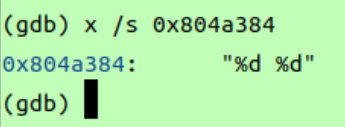 (gdb) x /s 0x804a384
0x804a384:      "%d %d"
(gdb)